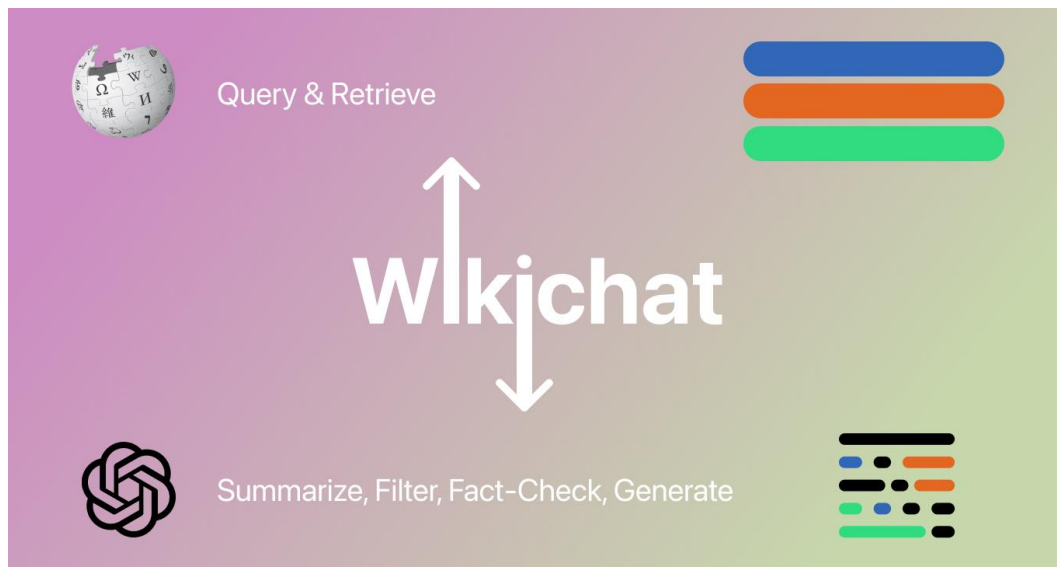 Query & Retrieve
Wikichat
Summarize, Filter, Fact-Check, Generate